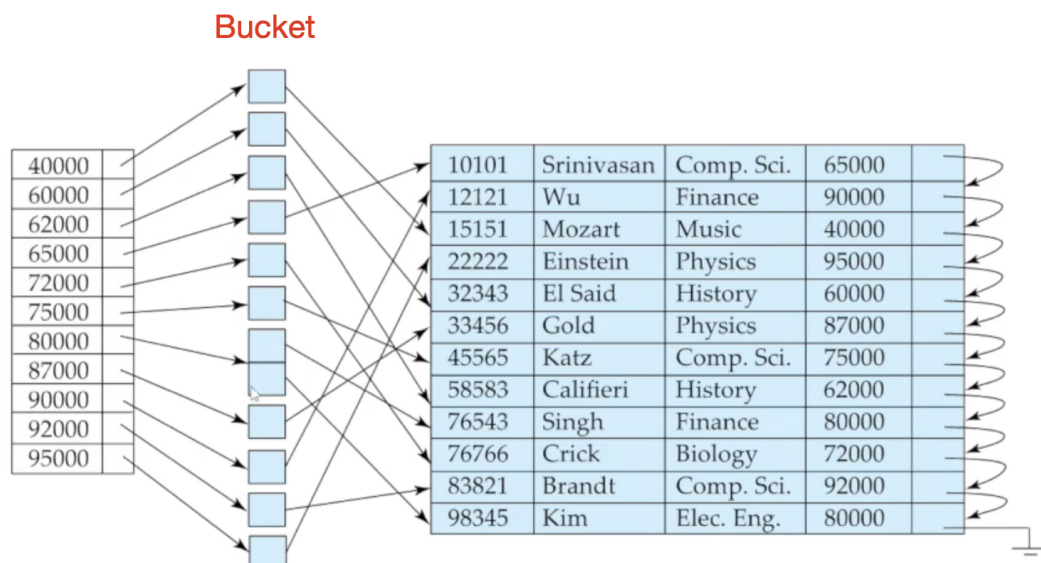 Bucket
40000
60000
62000
65000
72000
75000
80000
87000
90000
92000
95000
10101 Srinivasan Comp. Sci. 65000
12121 Wu Finance 90000
15151 Mozart Music 40000
22222 Einstein Physics 95000
32343 El Said History 60000
33456 Gold Physics 87000
45565 Katz Comp. Sci. 75000
58583 Califieri History 62000
76543 Singh Finance 80000
76766 Crick Biology 72000
83821 Brandt Comp. Sci. 92000
98345 Kim Elec. Eng. 80000